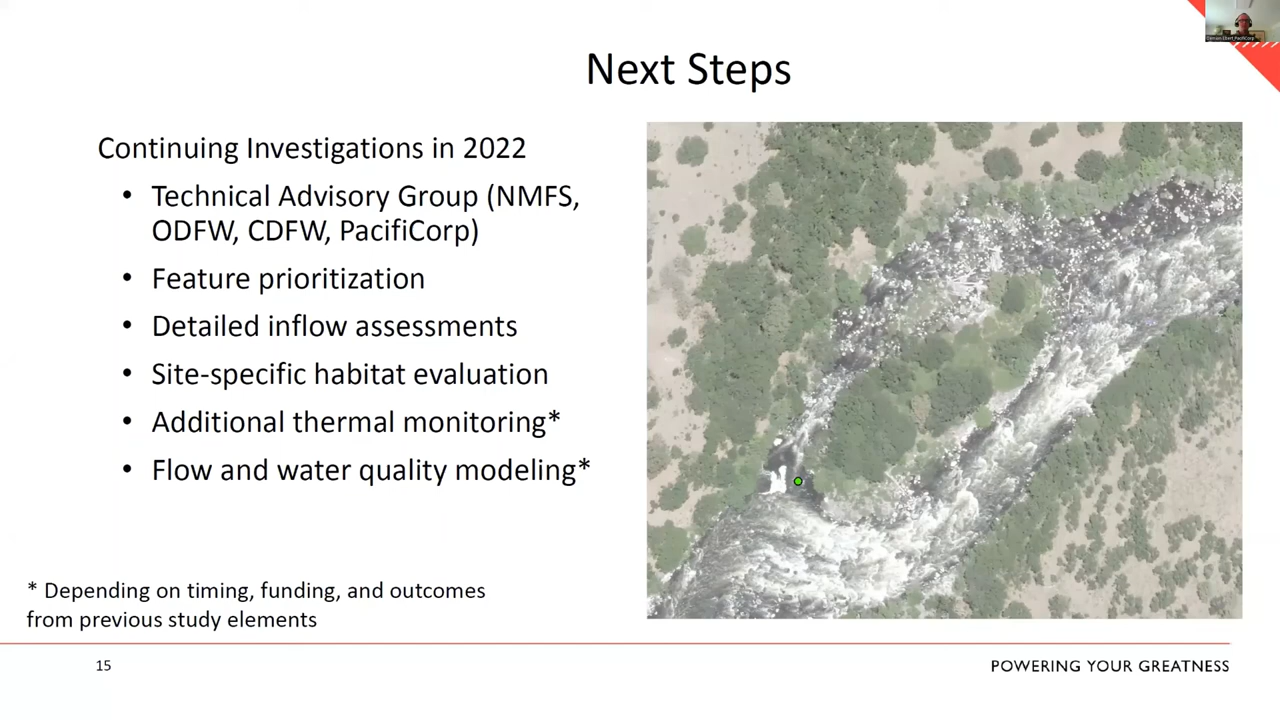 Next Steps
Continuing Investigations in 2022
• Technical Advisory Group (NMFS,
ODFW, CDFW, PacifiCorp)
• Feature prioritization
• Detailed inflow assessments
• Site-specific habitat evaluation
• Additional thermal monitoring*
• Flow and water quality modeling*
* Depending on timing, funding, and outcomes
from previous study elements
15
POWERING YOUR GREATNESS